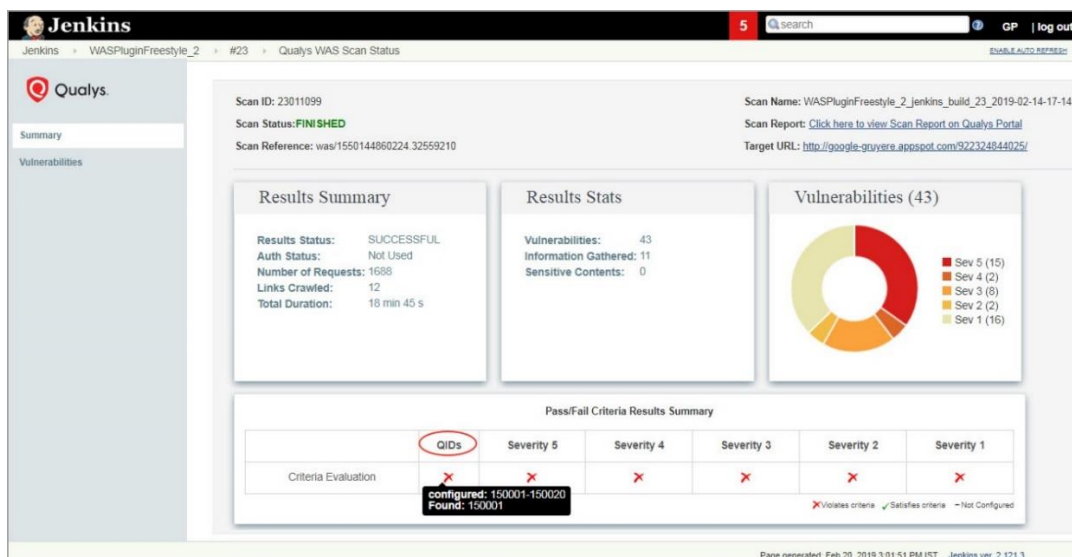 Jenkins 5 search GP | log out
Jenkins WASPluginFreestyle_2 #23 Qualys WAS Scan Status ENABLE AUTO REFRESH
Qualys.
Summary
Vulnerabilities
Scan ID: 23011099
Scan Status:FINISHED
Scan Reference: was/1550144860224.32559210
Scan Name: WASPluginFreestyle_2_jenkins_build_23_2019-02-14-17-14
Scan Report: Click here to view Scan Report on Qualys Portal
Target URL: http://google-gruyere.appspot.com/922324844025/
Results Summary
Results Status: SUCCESSFUL
Auth Status: Not Used
Number of Requests: 1688
Links Crawled: 12
Total Duration: 18 min 45 s
Results Stats
Vulnerabilities: 43
Information Gathered: 11
Sensitive Contents: 0
Vulnerabilities (43)
Sev 5 (15)
Sev 4 (2)
Sev 3 (8)
Sev 2 (2)
Sev 1 (16)
Pass/Fail Criteria Results Summary
QIDs Severity 5 Severity 4 Severity 3 Severity 2 Severity 1
Criteria Evaluation ✗ ✗ ✗ ✗ ✗ ✗
configured: 150001-150020
Found: 150001
✗Violates criteria ✓Satisfies criteria – Not Configured
Page generated: Feb 20, 2019 3:01:51 PM IST Jenkins ver. 2.121.3